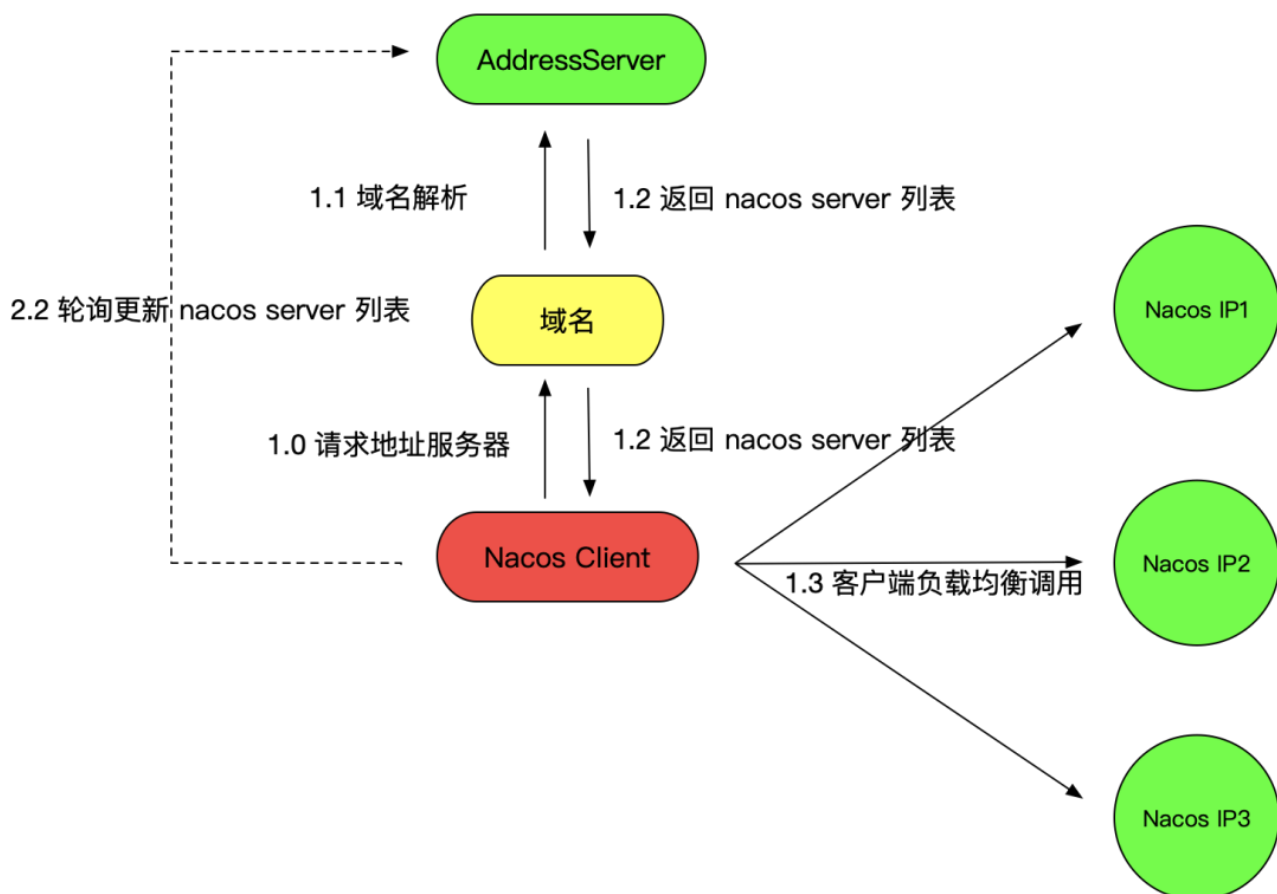 AddressServer
1.1 域名解析
1.2 返回 nacos server 列表
2.2 轮询更新 nacos server 列表
域名
Nacos IP1
1.0 请求地址服务器
1.2 返回 nacos server 列表
Nacos Client
1.3 客户端负载均衡调用
Nacos IP2
Nacos IP3